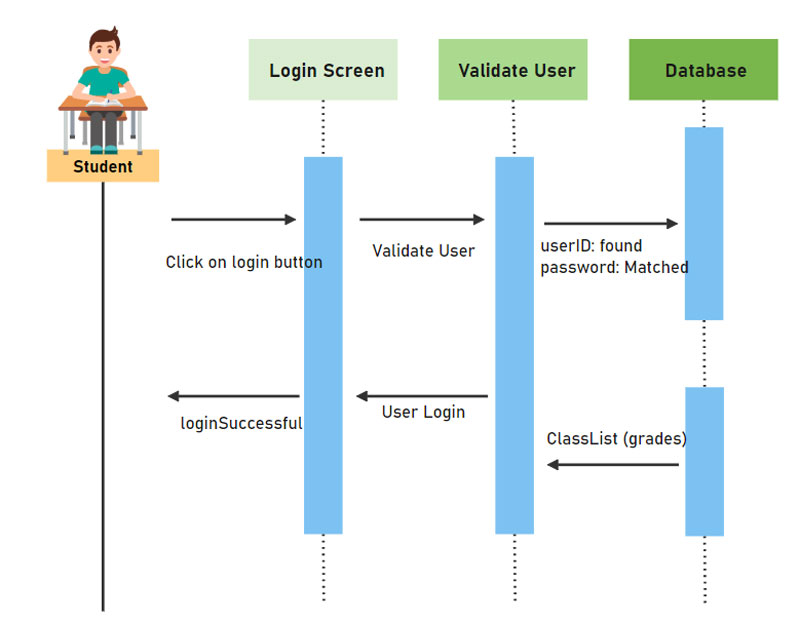 Login Screen
Validate User
Database
Student
Click on login button
Validate User
userID: found
password: Matched
loginSuccessful
User Login
ClassList (grades)